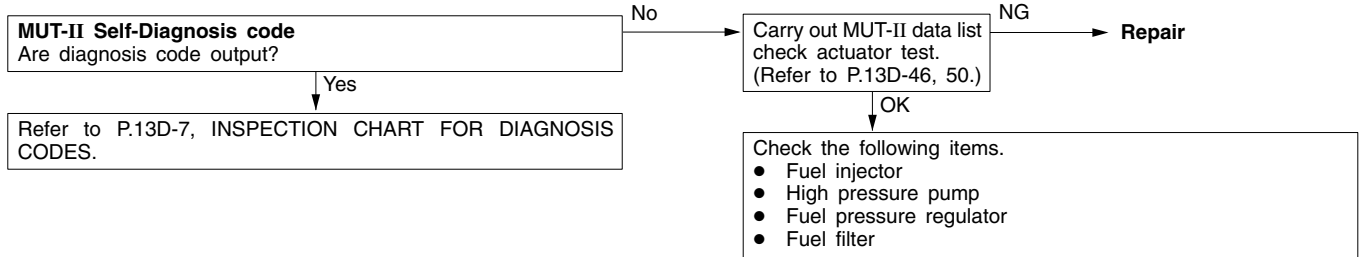 MUT-II Self-Diagnosis code
Are diagnosis code output?
No
Carry out MUT-II data list
check actuator test.
(Refer to P.13D-46, 50.)
NG
Repair
Yes
OK
Refer to P.13D-7, INSPECTION CHART FOR DIAGNOSIS
CODES.
Check the following items.
● Fuel injector
● High pressure pump
● Fuel pressure regulator
● Fuel filter